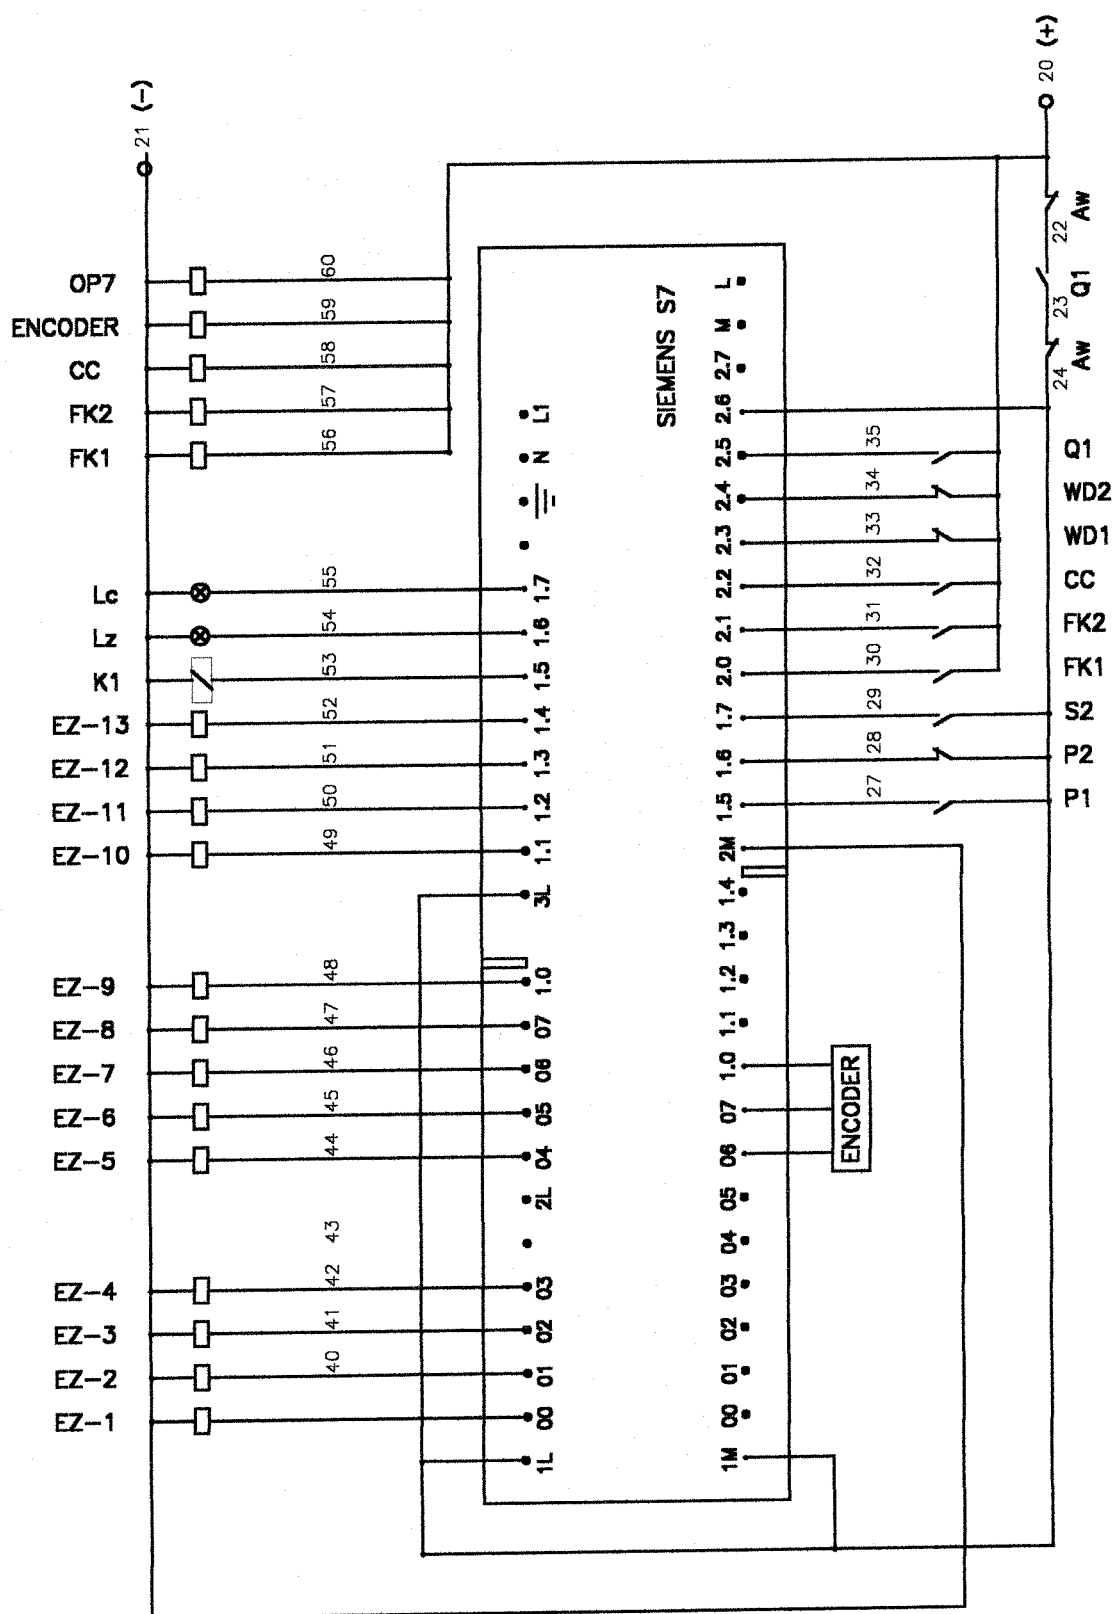 21 (-)
20 (+)
OP7
60
ENCODER
59
CC
58
FK2
57
FK1
56
Lc
55
Lz
54
K1
53
EZ-13
52
EZ-12
51
EZ-11
50
EZ-10
49
EZ-9
48
EZ-8
47
EZ-7
46
EZ-6
45
EZ-5
44
43
EZ-4
42
EZ-3
41
EZ-2
40
EZ-1
L1
N
1.7
1.6
1.5
1.4
1.3
1.2
1.1
3L
1.0
07
06
05
04
2L
03
02
01
00
1L
SIEMENS S7
L
M
2.7
2.6
2.5
2.4
2.3
2.2
2.1
2.0
1.7
1.6
1.5
2M
1.4
1.3
1.2
1.1
1.0
07
06
05
04
03
02
01
00
1M
ENCODER
22
Aw
23
Q1
24
Aw
35
Q1
34
WD2
33
WD1
32
CC
31
FK2
30
FK1
29
S2
28
P2
27
P1